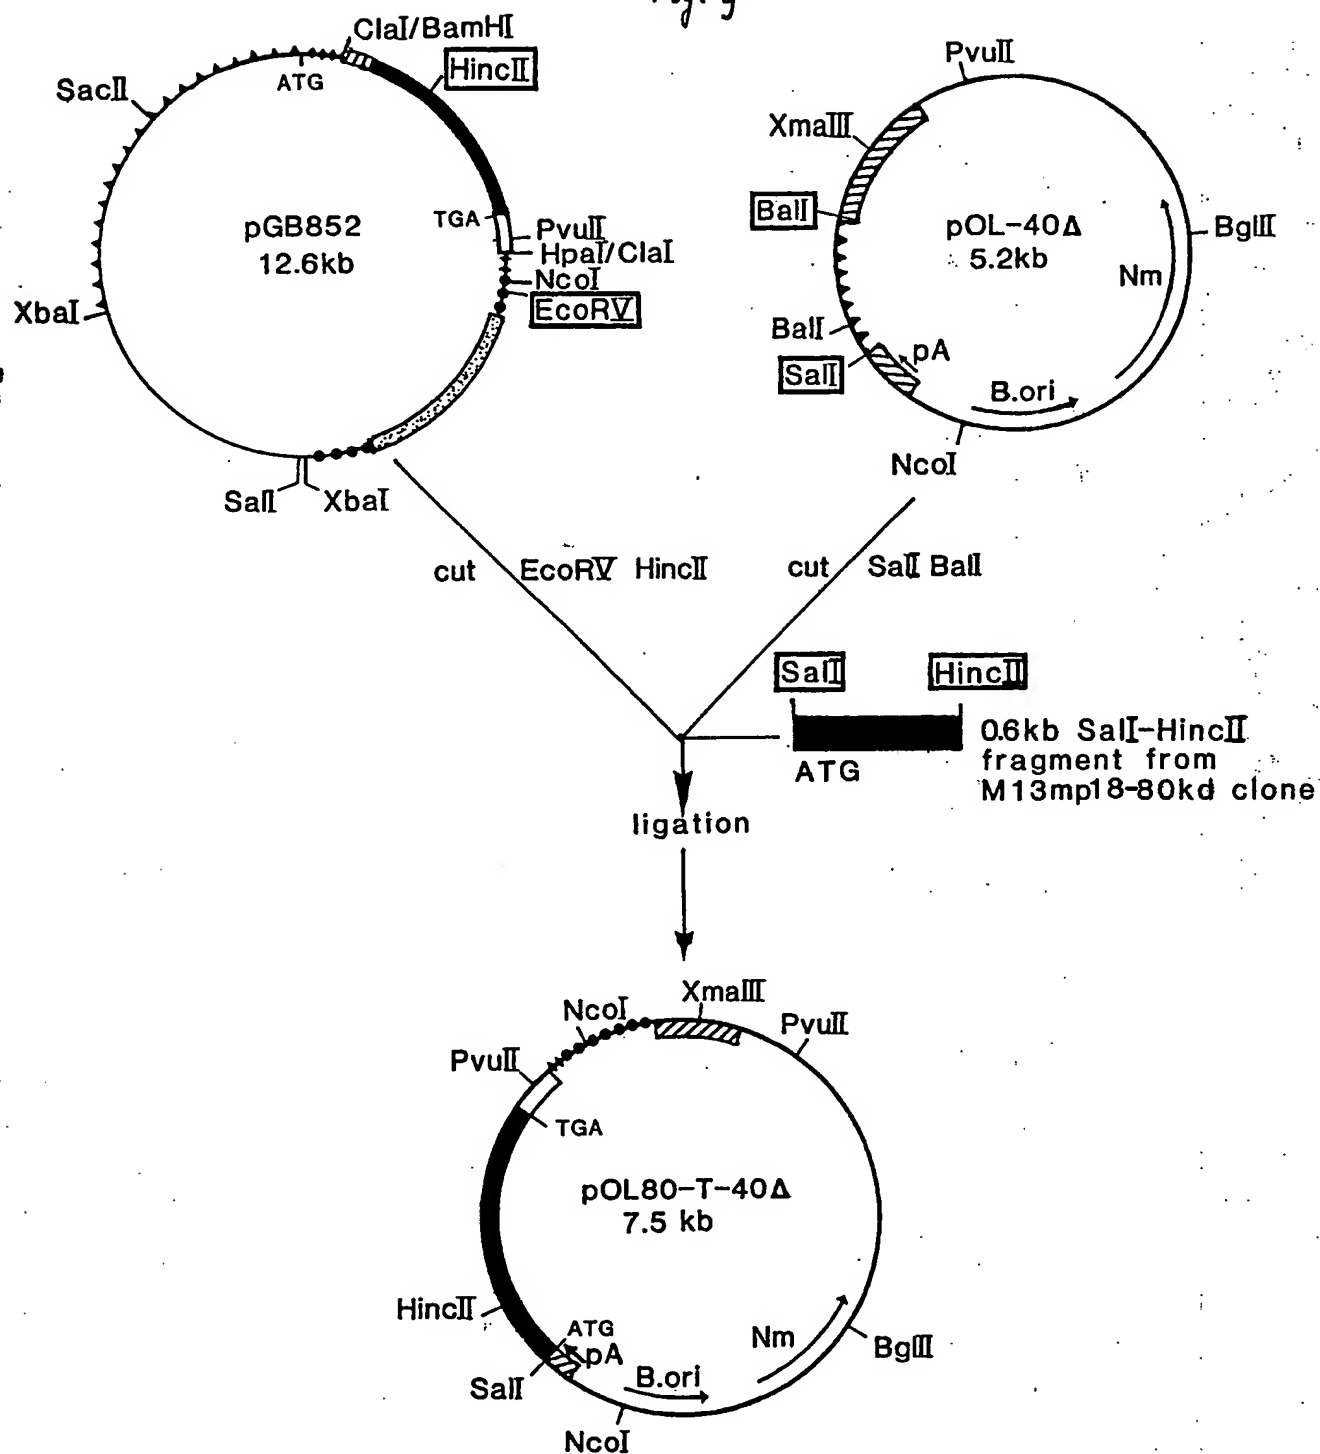 ClaI/BamHI
HincII
SacII
ATG
pGB852
12.6kb
TGA
PvuII
HpaI/ClaI
NcoI
EcoRV
XbaI
SalI
XbaI
PvuII
XmaIII
BalI
pOL-40Δ
5.2kb
BglII
Nm
BalI
SalI
pA
B.ori
NcoI
cut EcoRV HincII
cut SalI BalI
SalI
HincII
ATG
0.6kb SalI-HincII
fragment from
M13mp18-80kd clone
ligation
XmaIII
NcoI
PvuII
PvuII
TGA
pOL80-T-40Δ
7.5 kb
HincII
ATG
pA
Nm
BglII
SalI
B.ori
NcoI